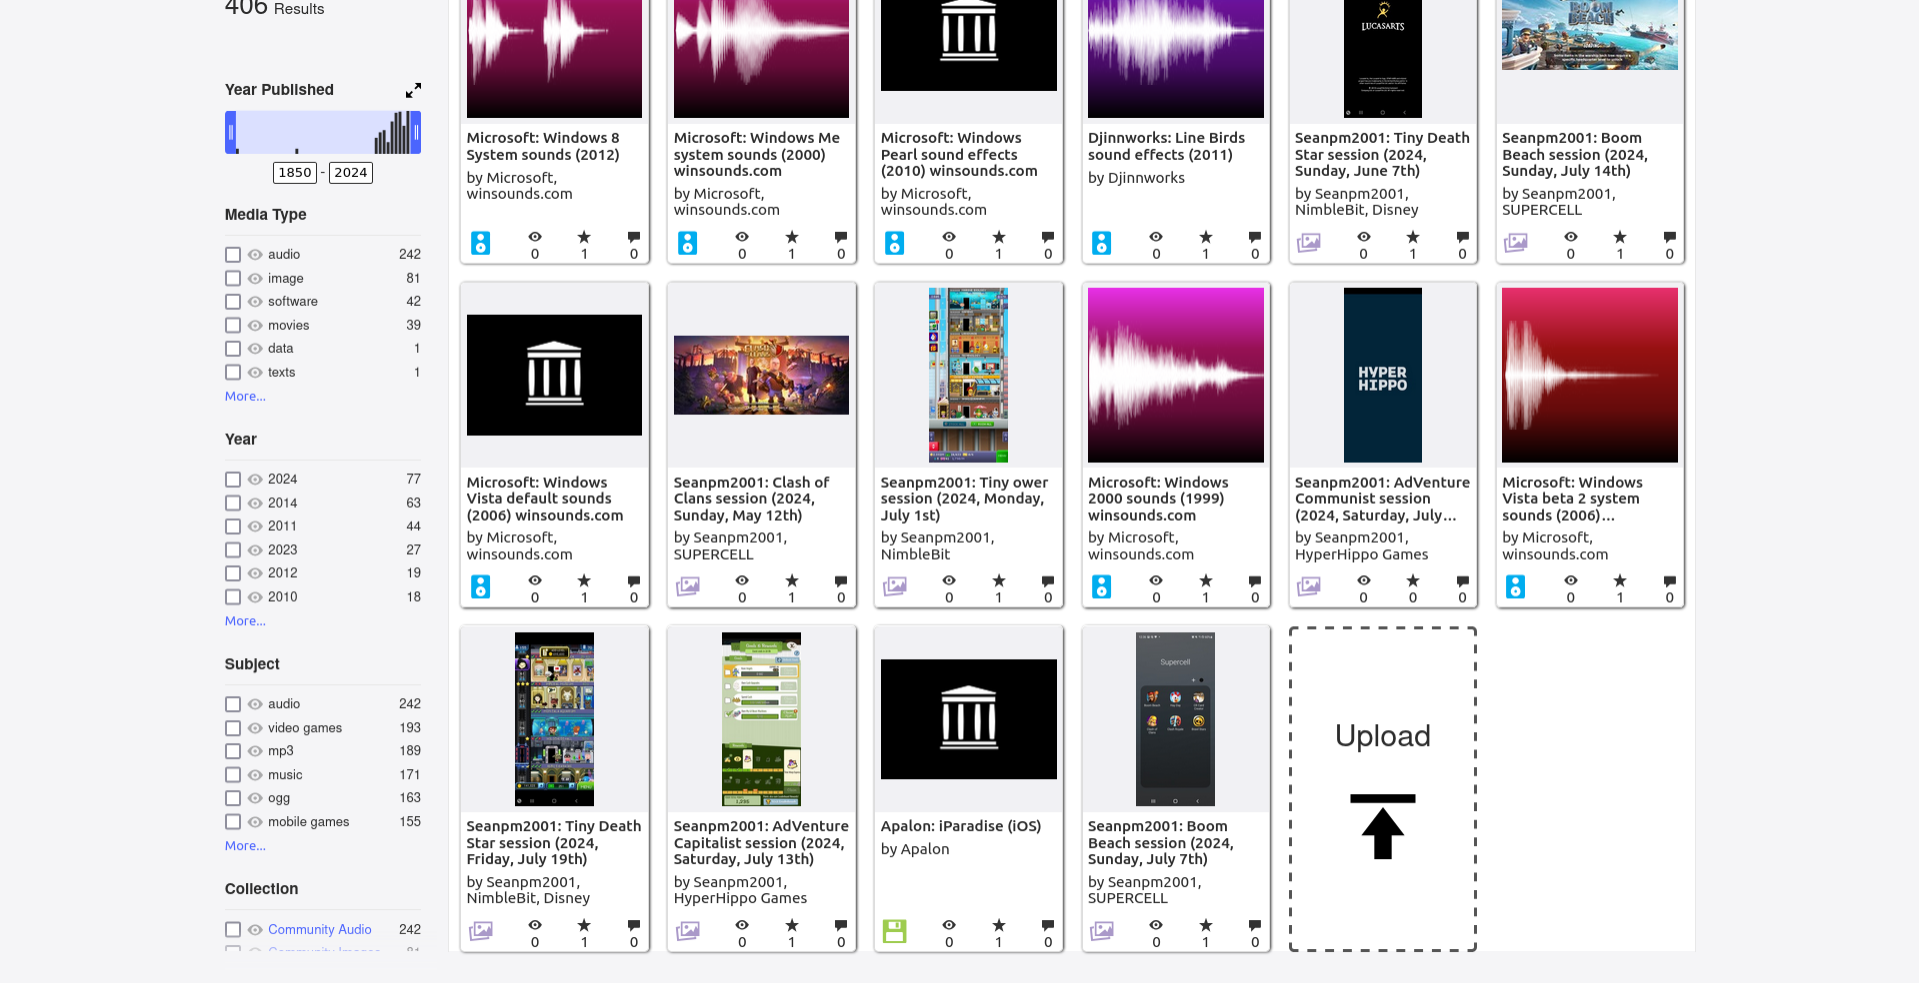 406 Results
Year Published
1850 - 2024
Media Type
audio 242
image 81
software 42
movies 39
data 1
texts 1
More...
Year
2024 77
2014 63
2011 44
2023 27
2012 19
2010 18
More...
Subject
audio 242
video games 193
mp3 189
music 171
ogg 163
mobile games 155
More...
Collection
Community Audio 242
Microsoft: Windows 8
System sounds (2012)
by Microsoft,
winsounds.com
0 1 0
Microsoft: Windows Me
system sounds (2000)
winsounds.com
by Microsoft,
winsounds.com
0 1 0
Microsoft: Windows
Pearl sound effects
(2010) winsounds.com
by Microsoft,
winsounds.com
0 1 0
Djinnworks: Line Birds
sound effects (2011)
by Djinnworks
0 1 0
LUCASARTS
Seanpm2001: Tiny Death
Star session (2024,
Sunday, June 7th)
by Seanpm2001,
NimbleBit, Disney
0 1 0
BOOM
BEACH
Seanpm2001: Boom
Beach session (2024,
Sunday, July 14th)
by Seanpm2001,
SUPERCELL
0 1 0
Microsoft: Windows
Vista default sounds
(2006) winsounds.com
by Microsoft,
winsounds.com
0 1 0
Seanpm2001: Clash of
Clans session (2024,
Sunday, May 12th)
by Seanpm2001,
SUPERCELL
0 1 0
Seanpm2001: Tiny ower
session (2024, Monday,
July 1st)
by Seanpm2001,
NimbleBit
0 1 0
Microsoft: Windows
2000 sounds (1999)
winsounds.com
by Microsoft,
winsounds.com
0 1 0
HYPER
HIPPO
Seanpm2001: AdVenture
Communist session
(2024, Saturday, July...
by Seanpm2001,
HyperHippo Games
0 0 0
Microsoft: Windows
Vista beta 2 system
sounds (2006)...
by Microsoft,
winsounds.com
0 1 0
Seanpm2001: Tiny Death
Star session (2024,
Friday, July 19th)
by Seanpm2001,
NimbleBit, Disney
0 1 0
Seanpm2001: AdVenture
Capitalist session (2024,
Saturday, July 13th)
by Seanpm2001,
HyperHippo Games
0 1 0
Apalon: iParadise (iOS)
by Apalon
0 1 0
Supercell
Seanpm2001: Boom
Beach session (2024,
Sunday, July 7th)
by Seanpm2001,
SUPERCELL
0 1 0
Upload